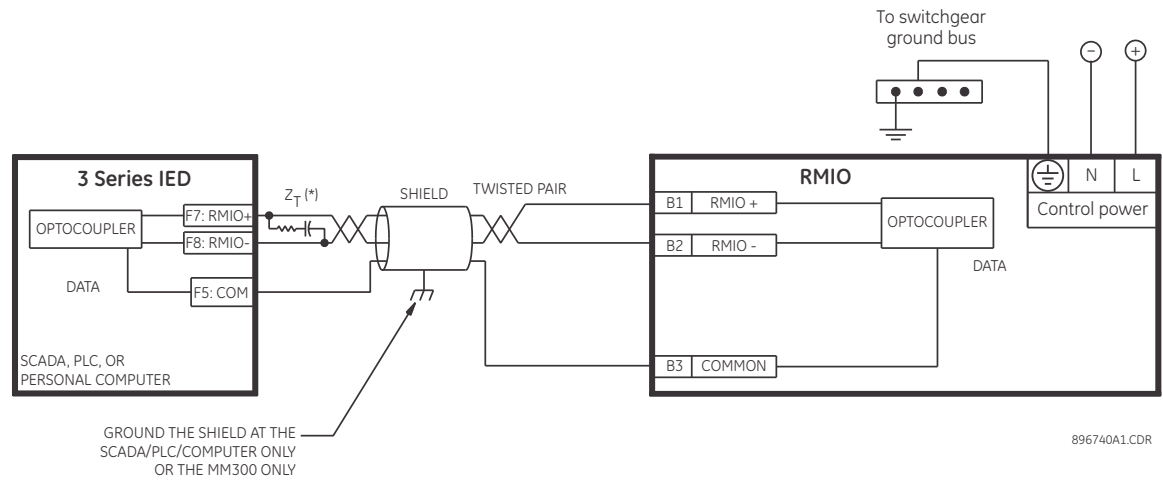 To switchgear
ground bus
−
+
3 Series IED
RMIO
N
L
Control power
ZT (*)
SHIELD
TWISTED PAIR
OPTOCOUPLER
F7: RMIO+
F8: RMIO-
F5: COM
DATA
B1
RMIO +
B2
RMIO -
OPTOCOUPLER
DATA
B3
COMMON
SCADA, PLC, OR
PERSONAL COMPUTER
GROUND THE SHIELD AT THE
SCADA/PLC/COMPUTER ONLY
OR THE MM300 ONLY
896740A1.CDR